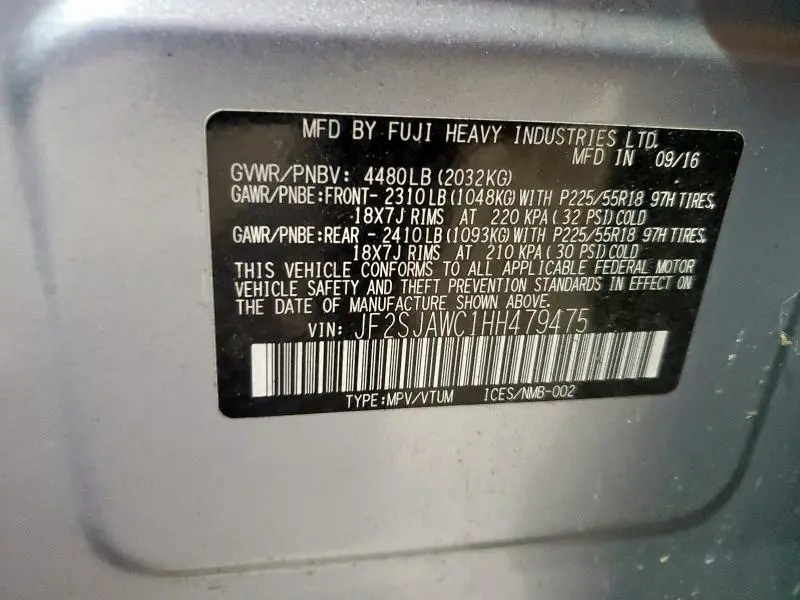 MFD BY FUJI HEAVY INDUSTRIES LTD.
MFD IN 09/16
GVWR/PNBV: 4480LB (2032KG)
GAWR/PNBE:FRONT- 2310LB (1048KG) WITH P225/55R18 97H TIRES,
18X7J RIMS AT 220 KPA ( 32 PSI) COLD
GAWR/PNBE:REAR - 2410LB (1093KG) WITH P225/55R18 97H TIRES,
18X7J RIMS AT 210 KPA ( 30 PSI) COLD
THIS VEHICLE CONFORMS TO ALL APPLICABLE FEDERAL MOTOR
VEHICLE SAFETY AND THEFT PREVENTION STANDARDS IN EFFECT ON
THE DATE OF MANUFACTURE SHOWN ABOVE.
VIN: JF2SJAWC1HH479475
TYPE:MPV/VTUM ICES/NMB-002